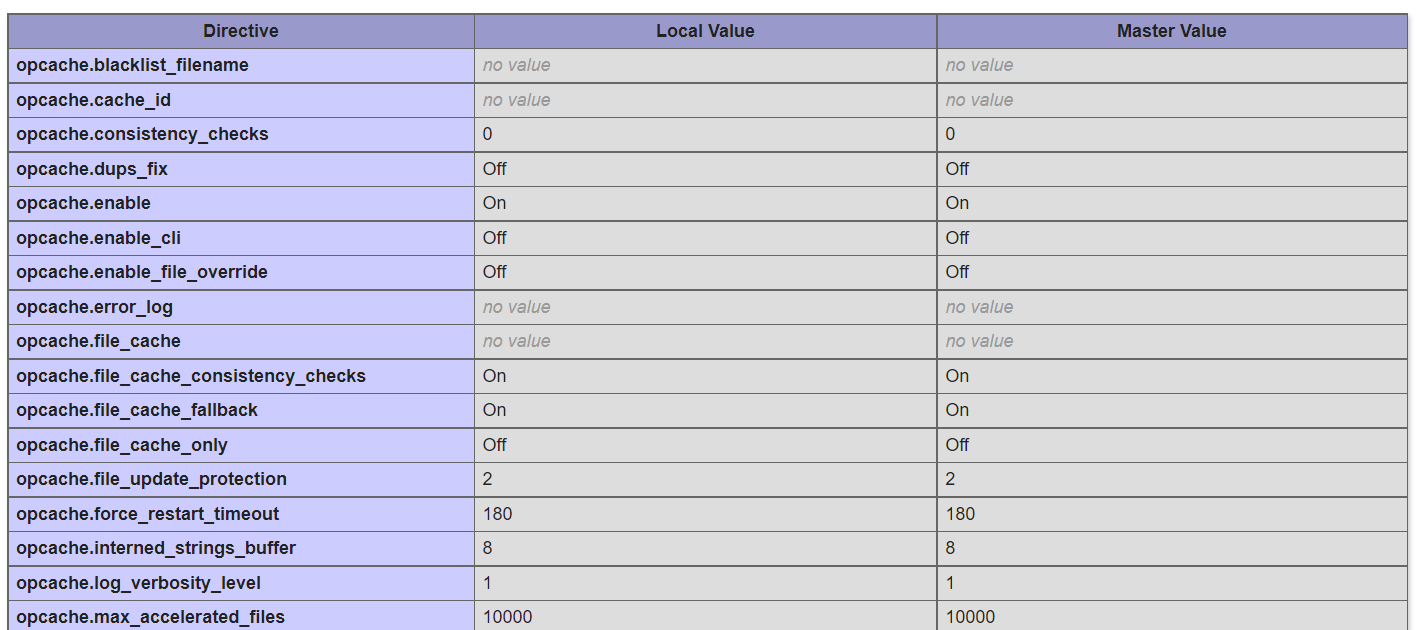 Directive Local Value Master Value
opcache.blacklist_filename no value no value
opcache.cache_id no value no value
opcache.consistency_checks 0 0
opcache.dups_fix Off Off
opcache.enable On On
opcache.enable_cli Off Off
opcache.enable_file_override Off Off
opcache.error_log no value no value
opcache.file_cache no value no value
opcache.file_cache_consistency_checks On On
opcache.file_cache_fallback On On
opcache.file_cache_only Off Off
opcache.file_update_protection 2 2
opcache.force_restart_timeout 180 180
opcache.interned_strings_buffer 8 8
opcache.log_verbosity_level 1 1
opcache.max_accelerated_files 10000 10000